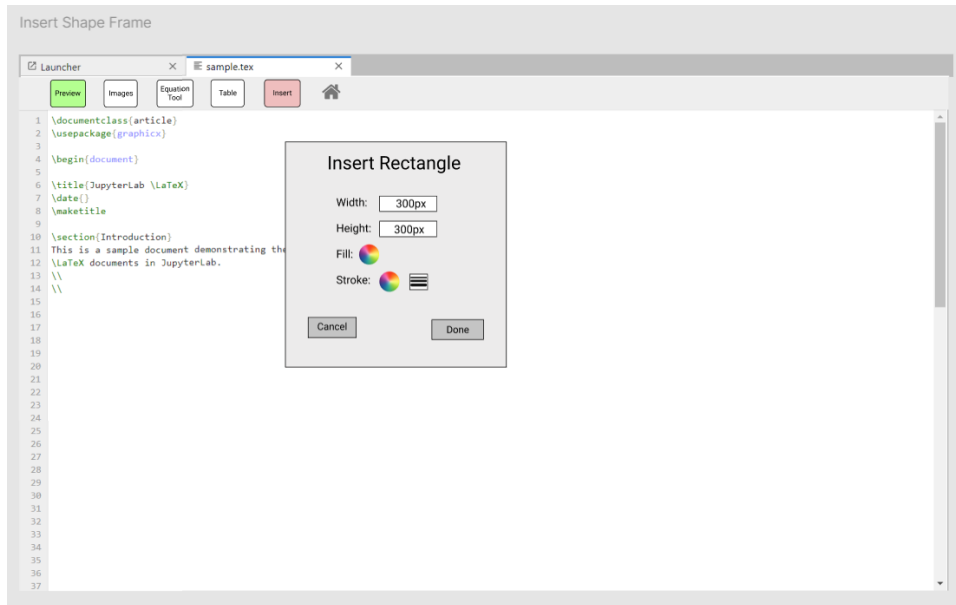 Insert Shape Frame
Launcher
sample.tex
Preview
Images
Equation
Tool
Table
Insert
1 \documentclass{article}
2 \usepackage{graphicx}
3
4 \begin{document}
5
6 \title{JupyterLab \LaTeX}
7 \date{}
8 \maketitle
9
10 \section{Introduction}
11 This is a sample document demonstrating the
12 \LaTeX documents in JupyterLab.
13 \\
14 \\
15
16
17
18
19
20
21
22
23
24
25
26
27
28
29
30
31
32
33
34
35
36
37
Insert Rectangle
Width: 300px
Height: 300px
Fill:
Stroke:
Cancel
Done